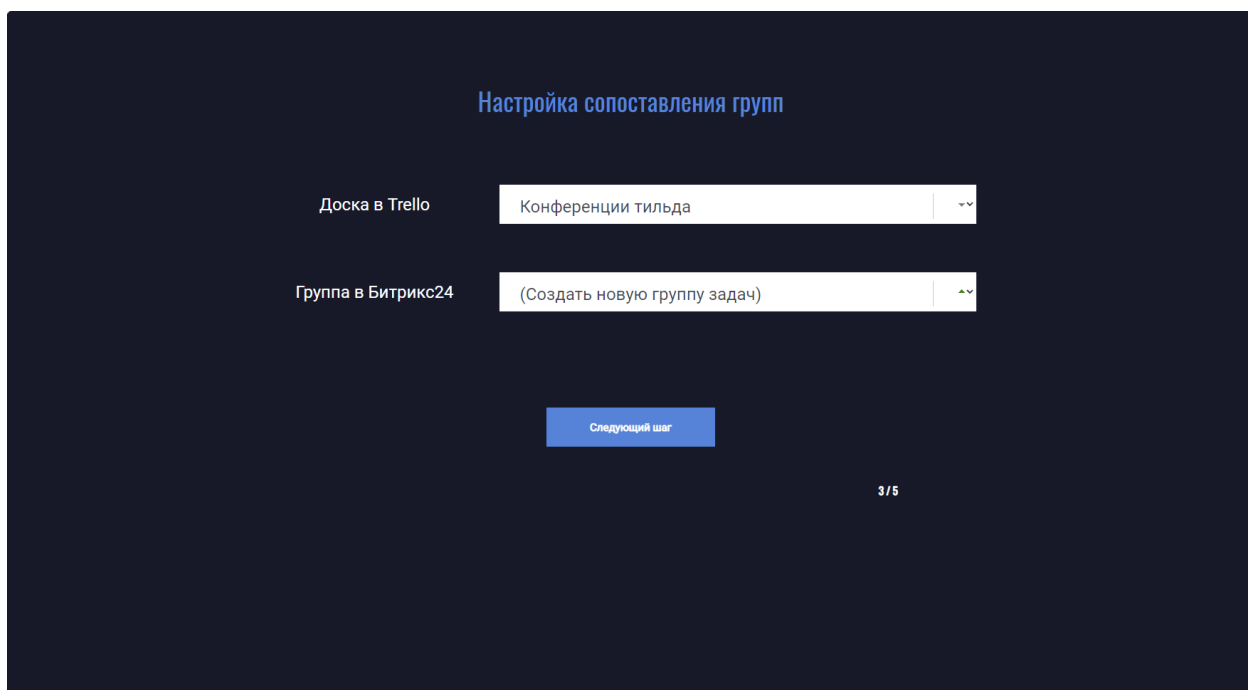 Настройка сопоставления групп
Доска в Trello
Конференции тильда
Группа в Битрикс24
(Создать новую группу задач)
Следующий шаг
3 / 5